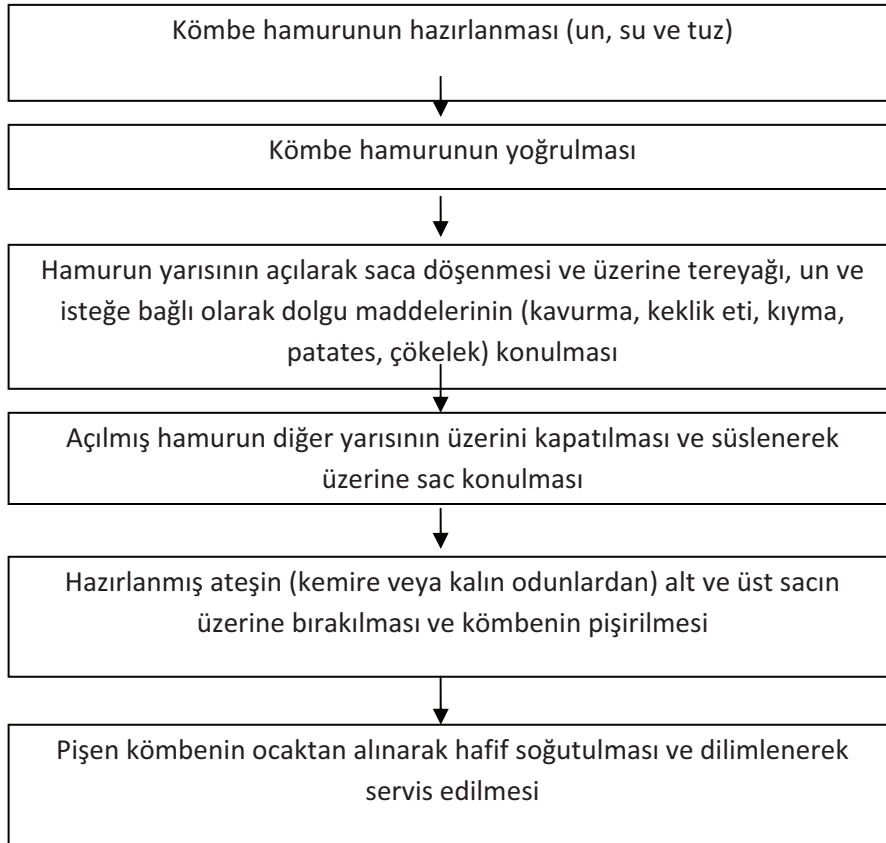 Kömbe hamurunun hazırlanması (un, su ve tuz)
Kömbe hamurunun yoğrulması
Hamurun yarısının açılarak saca döşenmesi ve üzerine tereyağı, un ve
isteğe bağlı olarak dolgu maddelerinin (kavurma, keklik eti, kıyma,
patates, çökelek) konulması
Açılmış hamurun diğer yarısının üzerini kapatılması ve süslenerek
üzerine sac konulması
Hazırlanmış ateşin (kemire veya kalın odunlardan) alt ve üst sacın
üzerine bırakılması ve kömbenin pişirilmesi
Pişen kömbenin ocaktan alınarak hafif soğutulması ve dilimlenerek
servis edilmesi